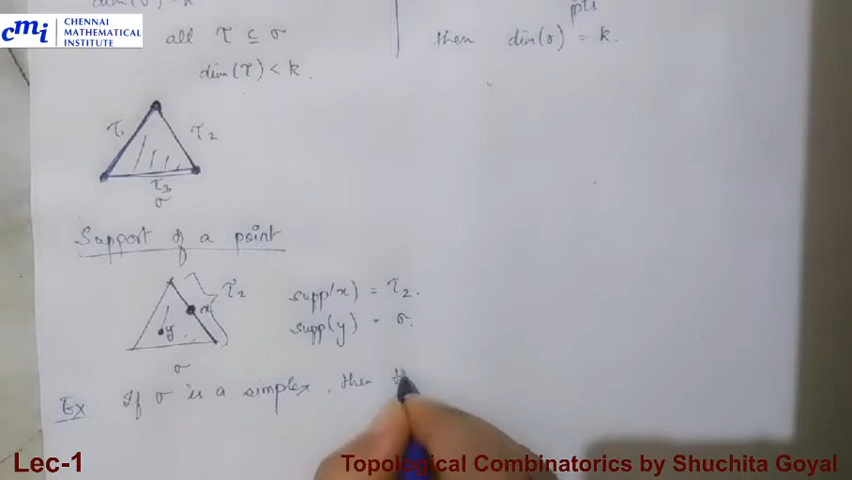 cmi CHENNAI MATHEMATICAL INSTITUTE
all τ ⊆ σ
dim(τ) < k.
pts
then dim(σ) = k.
τ₁ τ₂
τ₃
σ
Support of a point
τ₂
x
y
σ
supp(x) = τ₂.
supp(y) = σ.
Ex If σ is a simplex, then
Lec-1
Topological Combinatorics by Shuchita Goyal